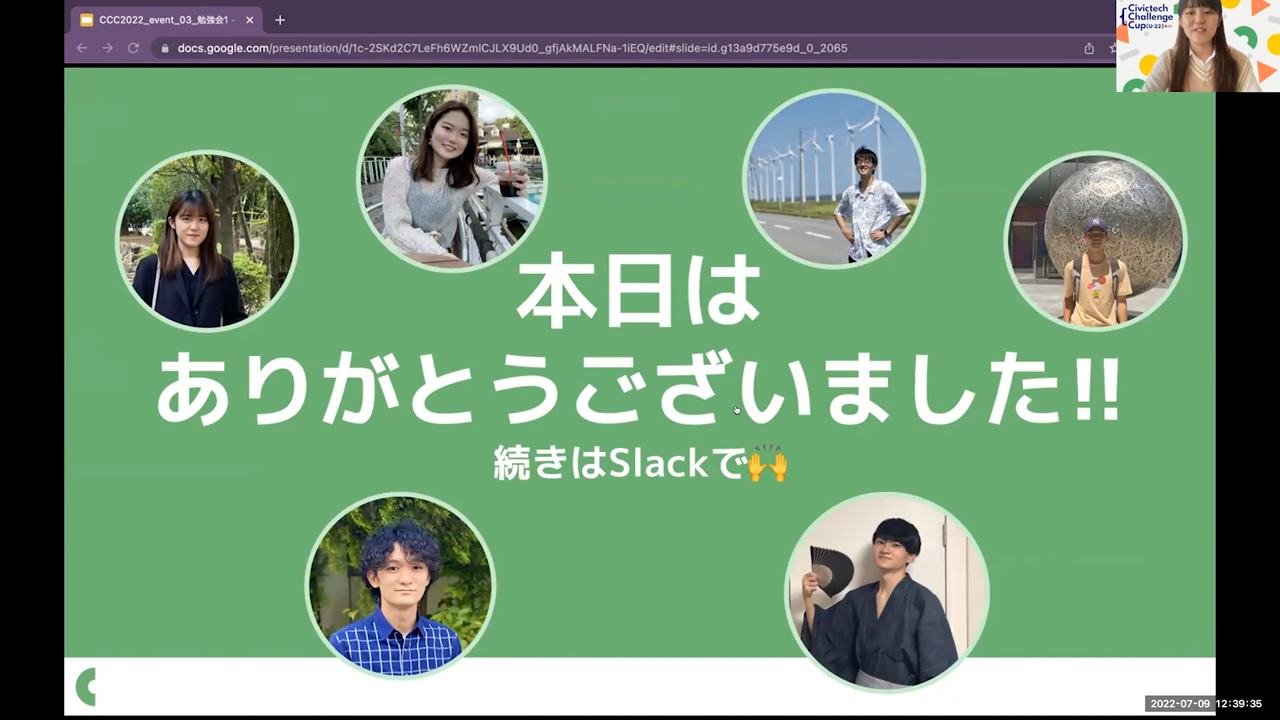 CCC2022_event_03_勉強会1 -
docs.google.com/presentation/d/1c-2SKd2C7LeFh6WZmICJLX9Ud0_gfjAkMALFNa-1iEQ/edit#slide=id.g13a9d775e9d_0_2065
Civictech
Challenge
Cup U-22
本日は
ありがとうございました!!
続きはSlackで🙌
2022-07-09 12:39:35